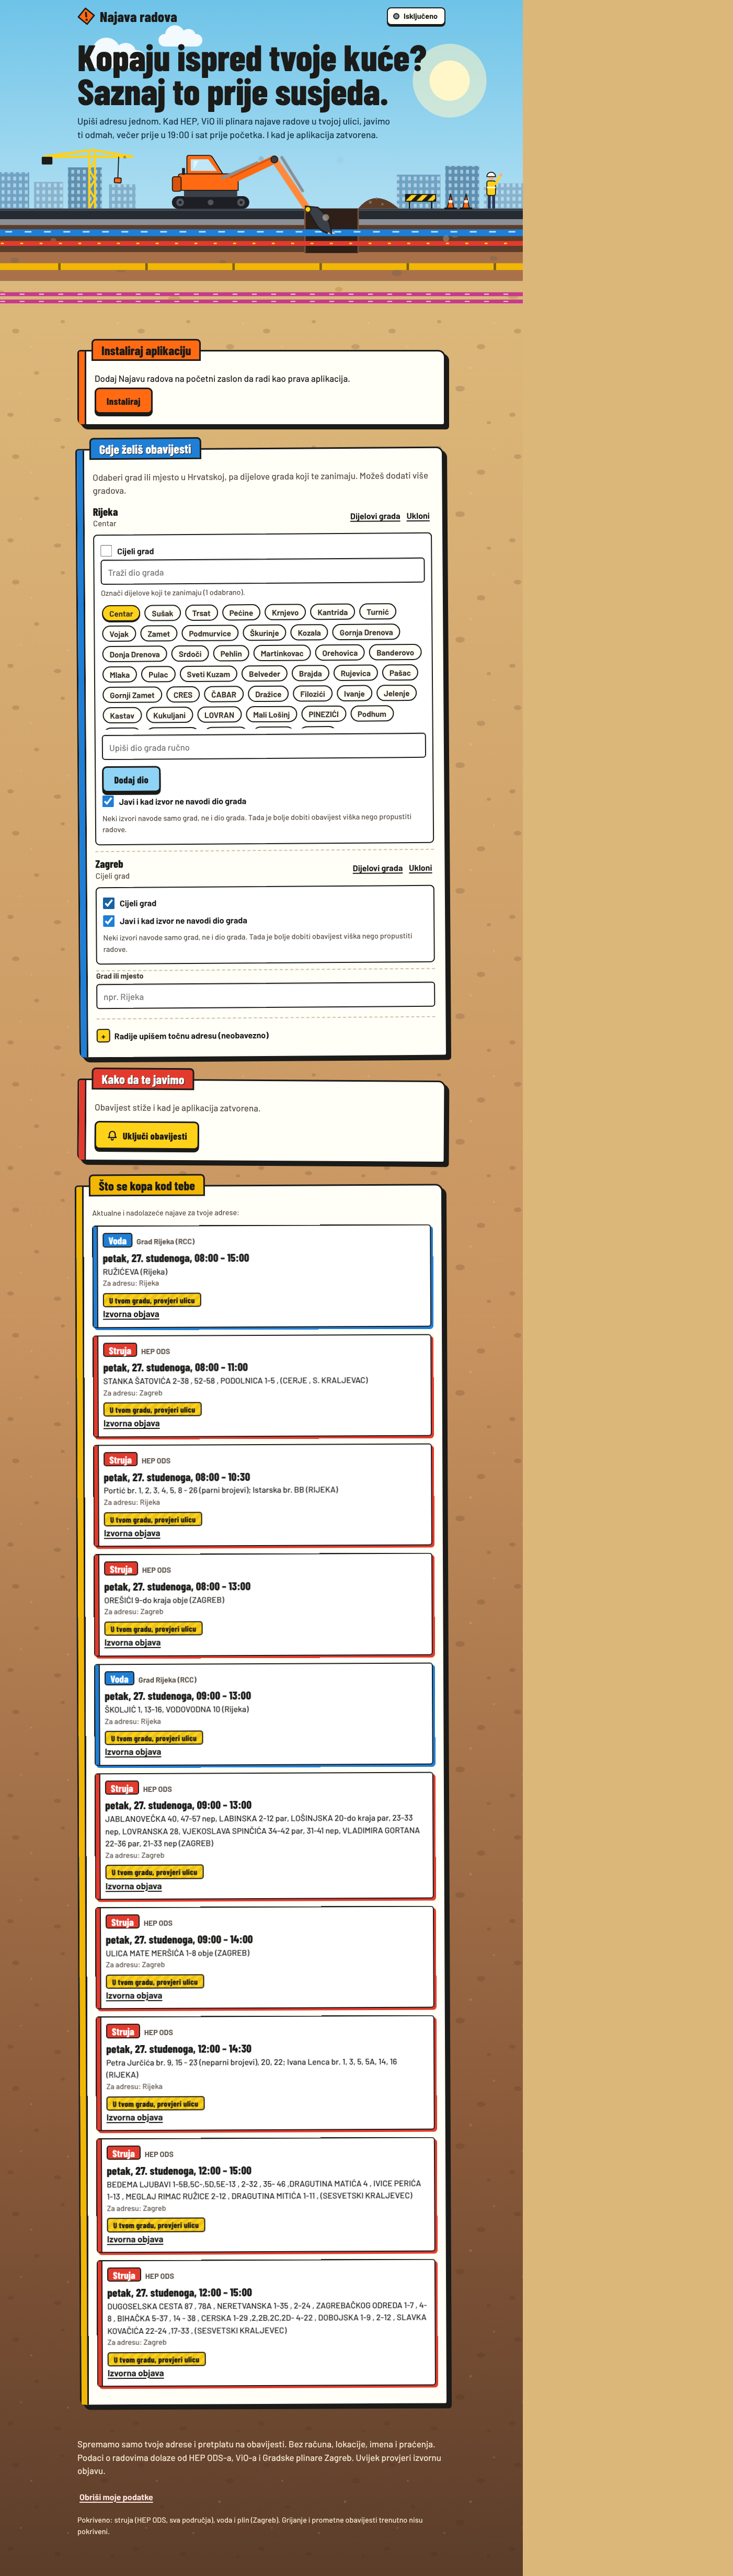 Najava radova
Isključeno
Kopaju ispred tvoje kuće?
Saznaj to prije susjeda.
Upiši adresu jednom. Kad HEP, ViO ili plinara najave radove u tvojoj ulici, javimo
ti odmah, večer prije u 19:00 i sat prije početka. I kad je aplikacija zatvorena.
Instaliraj aplikaciju
Dodaj Najavu radova na početni zaslon da radi kao prava aplikacija.
Instaliraj
Gdje želiš obavijesti
Odaberi grad ili mjesto u Hrvatskoj, pa dijelove grada koji te zanimaju. Možeš dodati više
gradova.
Rijeka
Centar
Dijelovi grada Ukloni
Cijeli grad
Traži dio grada
Označi dijelove koji te zanimaju (1 odabrano).
Centar Sušak Trsat Pećine Krnjevo Kantrida Turnić
Vojak Zamet Podmurvice Škurinje Kozala Gornja Drenova
Donja Drenova Srdoči Pehlin Martinkovac Orehovica Banderovo
Mlaka Pulac Sveti Kuzam Belveder Brajda Rujevica Pašac
Gornji Zamet CRES ČABAR Dražice Filozići Ivanje Jelenje
Kastav Kukuljani LOVRAN Mali Lošinj PINEZIĆI Podhum
Upiši dio grada ručno
Dodaj dio
Javi i kad izvor ne navodi dio grada
Neki izvori navode samo grad, ne i dio grada. Tada je bolje dobiti obavijest viška nego propustiti
radove.
Zagreb
Cijeli grad
Dijelovi grada Ukloni
Cijeli grad
Javi i kad izvor ne navodi dio grada
Neki izvori navode samo grad, ne i dio grada. Tada je bolje dobiti obavijest viška nego propustiti
radove.
Grad ili mjesto
npr. Rijeka
+ Radije upišem točnu adresu (neobavezno)
Kako da te javimo
Obavijest stiže i kad je aplikacija zatvorena.
Uključi obavijesti
Što se kopa kod tebe
Aktualne i nadolazeće najave za tvoje adrese:
Voda Grad Rijeka (RCC)
petak, 27. studenoga, 08:00 – 15:00
RUŽIĆEVA (Rijeka)
Za adresu: Rijeka
U tvom gradu, provjeri ulicu
Izvorna objava
Struja HEP ODS
petak, 27. studenoga, 08:00 – 11:00
STANKA ŠATOVIĆA 2-38 , 52-58 , PODOLNICA 1-5 , (CERJE , S. KRALJEVAC)
Za adresu: Zagreb
U tvom gradu, provjeri ulicu
Izvorna objava
Struja HEP ODS
petak, 27. studenoga, 08:00 – 10:30
Portić br. 1, 2, 3, 4, 5, 8 - 26 (parni brojevi); Istarska br. BB (RIJEKA)
Za adresu: Rijeka
U tvom gradu, provjeri ulicu
Izvorna objava
Struja HEP ODS
petak, 27. studenoga, 08:00 – 13:00
OREŠIĆI 9-do kraja obje (ZAGREB)
Za adresu: Zagreb
U tvom gradu, provjeri ulicu
Izvorna objava
Voda Grad Rijeka (RCC)
petak, 27. studenoga, 09:00 – 13:00
ŠKOLJIĆ 1, 13-16, VODOVODNA 10 (Rijeka)
Za adresu: Rijeka
U tvom gradu, provjeri ulicu
Izvorna objava
Struja HEP ODS
petak, 27. studenoga, 09:00 – 13:00
JABLANOVEČKA 40, 47-57 nep, LABINSKA 2-12 par, LOŠINJSKA 20-do kraja par, 23-33
nep, LOVRANSKA 28, VJEKOSLAVA SPINČIĆA 34-42 par, 31-41 nep, VLADIMIRA GORTANA
22-36 par, 21-33 nep (ZAGREB)
Za adresu: Zagreb
U tvom gradu, provjeri ulicu
Izvorna objava
Struja HEP ODS
petak, 27. studenoga, 09:00 – 14:00
ULICA MATE MERŠIĆA 1-8 obje (ZAGREB)
Za adresu: Zagreb
U tvom gradu, provjeri ulicu
Izvorna objava
Struja HEP ODS
petak, 27. studenoga, 12:00 – 14:30
Petra Jurčića br. 9, 15 - 23 (neparni brojevi), 20, 22; Ivana Lenca br. 1, 3, 5, 5A, 14, 16
(RIJEKA)
Za adresu: Rijeka
U tvom gradu, provjeri ulicu
Izvorna objava
Struja HEP ODS
petak, 27. studenoga, 12:00 – 15:00
BEDEMA LJUBAVI 1-5B,5C-,5D,5E-13 , 2-32 , 35- 46 ,DRAGUTINA MATIĆA 4 , IVICE PERIĆA
1-13 , MEGLAJ RIMAC RUŽICE 2-12 , DRAGUTINA MITIĆA 1-11 , (SESVETSKI KRALJEVEC)
Za adresu: Zagreb
U tvom gradu, provjeri ulicu
Izvorna objava
Struja HEP ODS
petak, 27. studenoga, 12:00 – 15:00
DUGOSELSKA CESTA 87 , 78A , NERETVANSKA 1-35 , 2-24 , ZAGREBAČKOG ODREDA 1-7 , 4-
8 , BIHAĆKA 5-37 , 14 - 38 , CERSKA 1-29 ,2,2B,2C,2D- 4-22 , DOBOJSKA 1-9 , 2-12 , SLAVKA
KOVAČIĆA 22-24 ,17-33 , (SESVETSKI KRALJEVEC)
Za adresu: Zagreb
U tvom gradu, provjeri ulicu
Izvorna objava
Spremamo samo tvoje adrese i pretplatu na obavijesti. Bez računa, lokacije, imena i praćenja.
Podaci o radovima dolaze od HEP ODS-a, ViO-a i Gradske plinare Zagreb. Uvijek provjeri izvornu
objavu.
Obriši moje podatke
Pokriveno: struja (HEP ODS, sva područja), voda i plin (Zagreb). Grijanje i prometne obavijesti trenutno nisu
pokriveni.